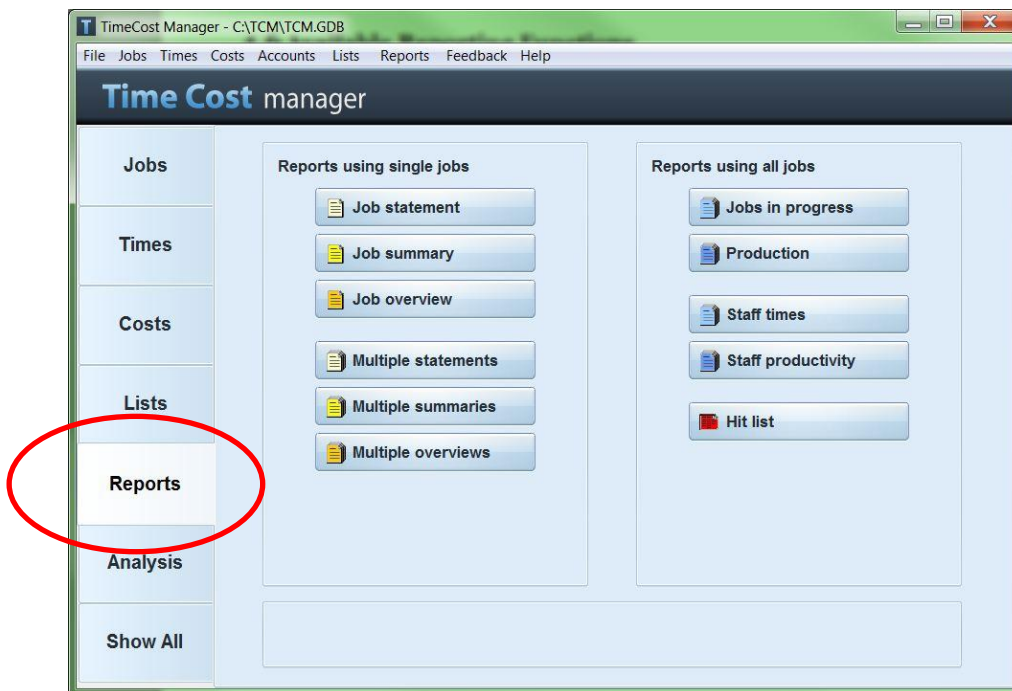 TimeCost Manager - C:\TCM\TCM.GDB
File Jobs Times Costs Accounts Lists Reports Feedback Help
Time Cost manager
Jobs
Times
Costs
Lists
Reports
Analysis
Show All
Reports using single jobs
Job statement
Job summary
Job overview
Multiple statements
Multiple summaries
Multiple overviews
Reports using all jobs
Jobs in progress
Production
Staff times
Staff productivity
Hit list